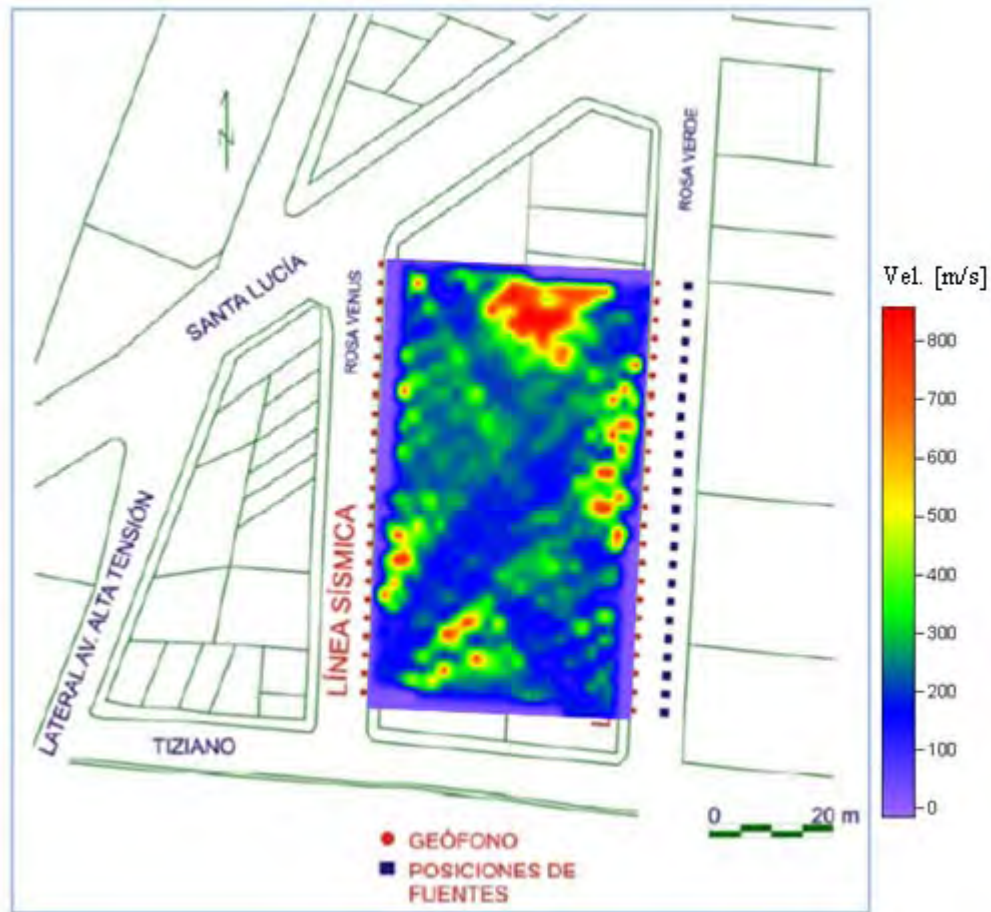 ROSA VERDE
SANTA LUCÍA
ROSA VENUS
LÍNEA SÍSMICA
LATERAL AV. ALTA TENSIÓN
TIZIANO
Vel. [m/s]
800
700
600
500
400
300
200
100
0
0 20 m
GEÓFONO
POSICIONES DE
FUENTES